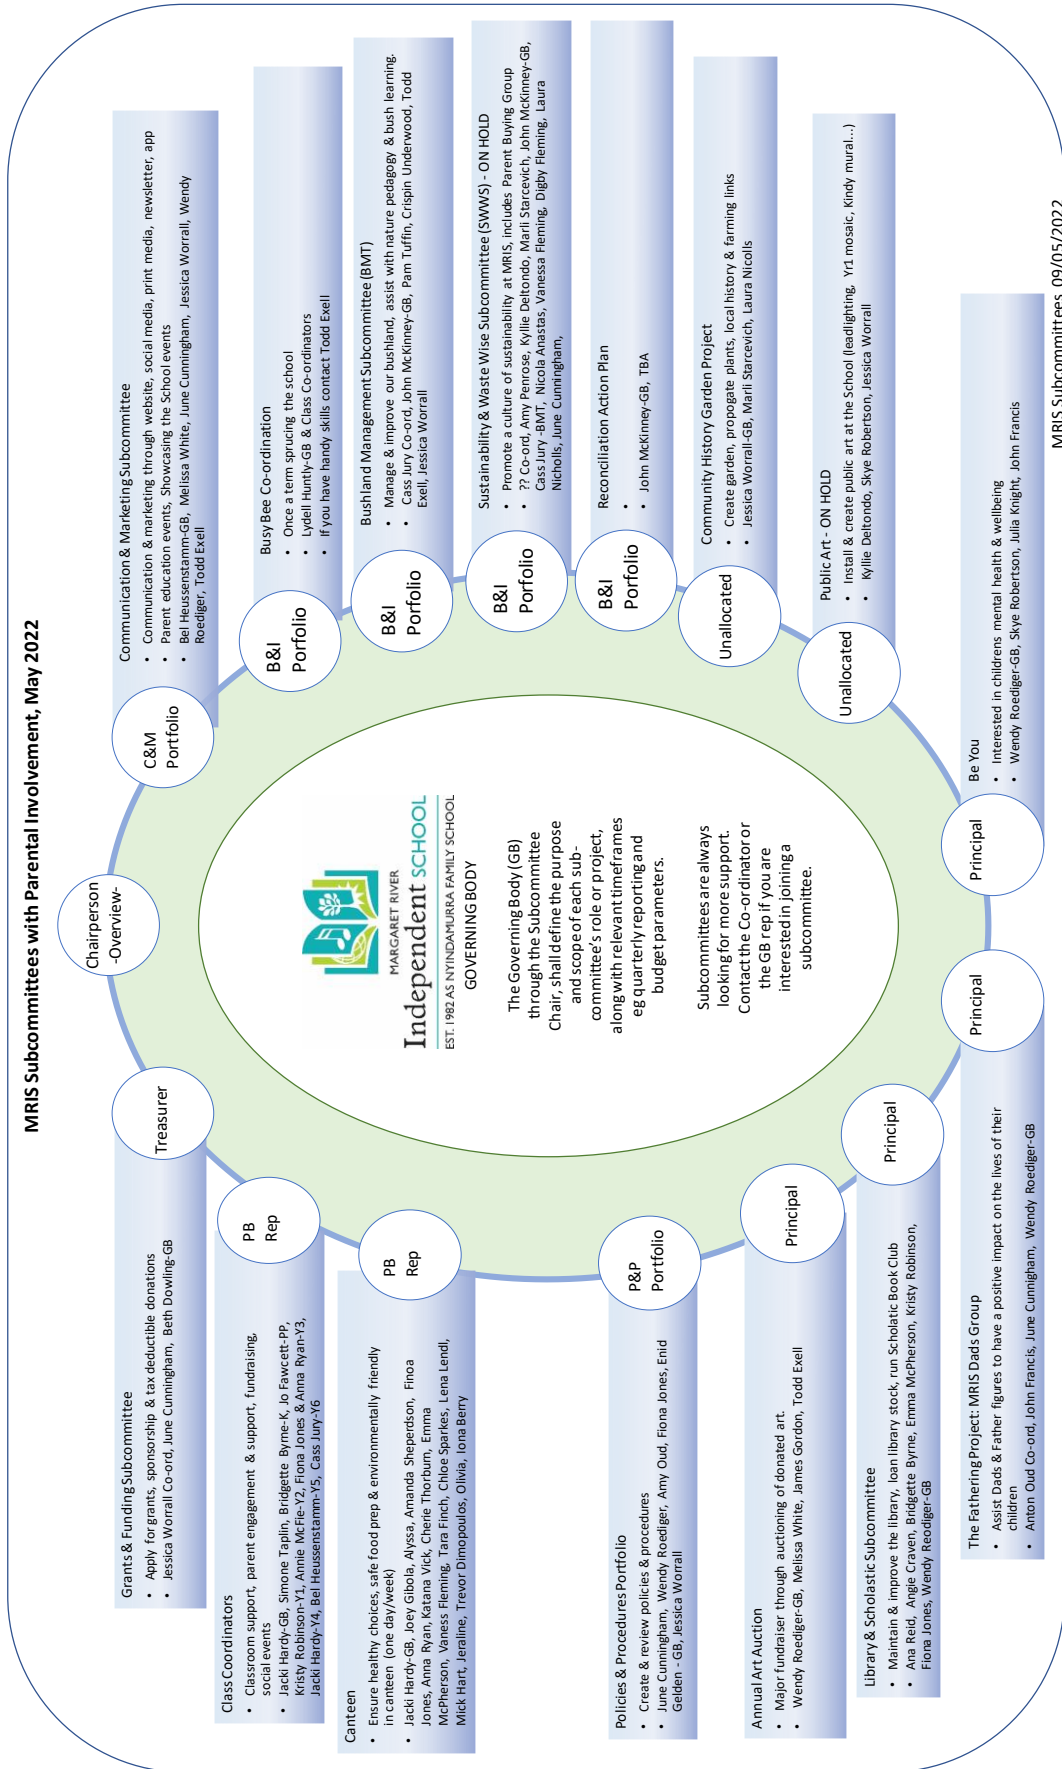 MRIS Subcommittees with Parental Involvement, May 2022
Chairperson
-Overview-
C&M
Portfolio
Communication & Marketing Subcommittee
• Communication & marketing through website, social media, print media, newsletter, app
• Parent education events, Showcasing the School events
• Bel Heussenstamm-GB, Melissa White, June Cunningham, Jessica Worrall, Wendy
Roediger, Todd Exell
B&I
Porfolio
Busy Bee Co-ordination
• Once a term sprucing the school
• Lydell Hunty-GB & Class Co-ordinators
• If you have handy skills contact Todd Exell
B&I
Portfolio
Bushland Management Subcommittee (BMT)
• Manage & improve our bushland, assist with nature pedagogy & bush learning.
• Cass Jury Co-ord, John McKinney-GB, Pam Tuffin, Crispin Underwood, Todd
Exell, Jessica Worrall
B&I
Portfolio
Sustainability & Waste Wise Subcommittee (SWWS) - ON HOLD
• Promote a culture of sustainability at MRIS, includes Parent Buying Group
• ?? Co-ord, Amy Penrose, Kyllie Deltondo, Marli Starcevich, John McKinney-GB,
Cass Jury -BMT, Nicola Anastas, Vanessa Fleming, Digby Fleming, Laura
Nicholls, June Cunningham,
B&I
Portfolio
Reconciliation Action Plan
•
• John McKinney-GB, TBA
Unallocated
Community History Garden Project
• Create garden, propogate plants, local history & farming links
• Jessica Worrall-GB, Marli Starcevich, Laura Nicolls
Unallocated
Public Art - ON HOLD
• Install & create public art at the School (leadlighting, Yr1 mosaic, Kindy mural...)
• Kyllie Deltondo, Skye Robertson, Jessica Worrall
Principal
Be You
• Interested in childrens mental health & wellbeing
• Wendy Roediger-GB, Skye Robertson, Julia Knight, John Francis
Treasurer
Grants & Funding Subcommittee
• Apply for grants, sponsorship & tax deductible donations
• Jessica Worrall Co-ord, June Cunningham, Beth Dowling-GB
PB
Rep
Class Coordinators
• Classroom support, parent engagement & support, fundraising,
social events
• Jacki Hardy-GB, Simone Taplin, Bridgette Byrne-K, Jo Fawcett-PP,
Kristy Robinson-Y1, Annie McFie-Y2, Fiona Jones & Anna Ryan-Y3,
Jacki Hardy-Y4, Bel Heussenstamm-Y5, Cass Jury-Y6
PB
Rep
Canteen
• Ensure healthy choices, safe food prep & environmentally friendly
in canteen (one day/week)
• Jacki Hardy-GB, Joey Gibola, Alyssa, Amanda Sheperdson, Finoa
Jones, Anna Ryan, Katana Vick, Cherie Thorburn, Emma
McPherson, Vaness Fleming, Tara Finch, Chloe Sparkes, Lena Lendl,
Mick Hart, Jeraline, Trevor Dimopoulos, Olivia, Iona Berry
P&P
Portfolio
Policies & Procedures Portfolio
• Create & review policies & procedures
• June Cunningham, Wendy Roediger, Amy Oud, Fiona Jones, Enid
Gelden - GB, Jessica Worrall
Principal
Annual Art Auction
• Major fundraiser through auctioning of donated art.
• Wendy Roediger-GB, Melissa White, James Gordon, Todd Exell
Principal
Library & Scholastic Subcommittee
• Maintain & improve the library, loan library stock, run Scholatic Book Club
• Ana Reid, Angie Craven, Bridgette Byrne, Emma McPherson, Kristy Robinson,
Fiona Jones, Wendy Reodiger-GB
Principal
The Fathering Project: MRIS Dads Group
• Assist Dads & Father figures to have a positive impact on the lives of their
children
• Anton Oud Co-ord, John Francis, June Cunnigham, Wendy Roediger-GB
MARGARET RIVER
Independent SCHOOL
EST. 1982 AS NYINDAMURRA FAMILY SCHOOL
GOVERNING BODY
The Governing Body (GB)
through the Subcommittee
Chair, shall define the purpose
and scope of each sub-
committee's role or project,
along with relevant timeframes
eg quarterly reporting and
budget parameters.
Subcommittees are always
looking for more support.
Contact the Co-ordinator or
the GB rep if you are
interested in joining a
subcommittee.
MRIS Subcommittees 09/05/2022